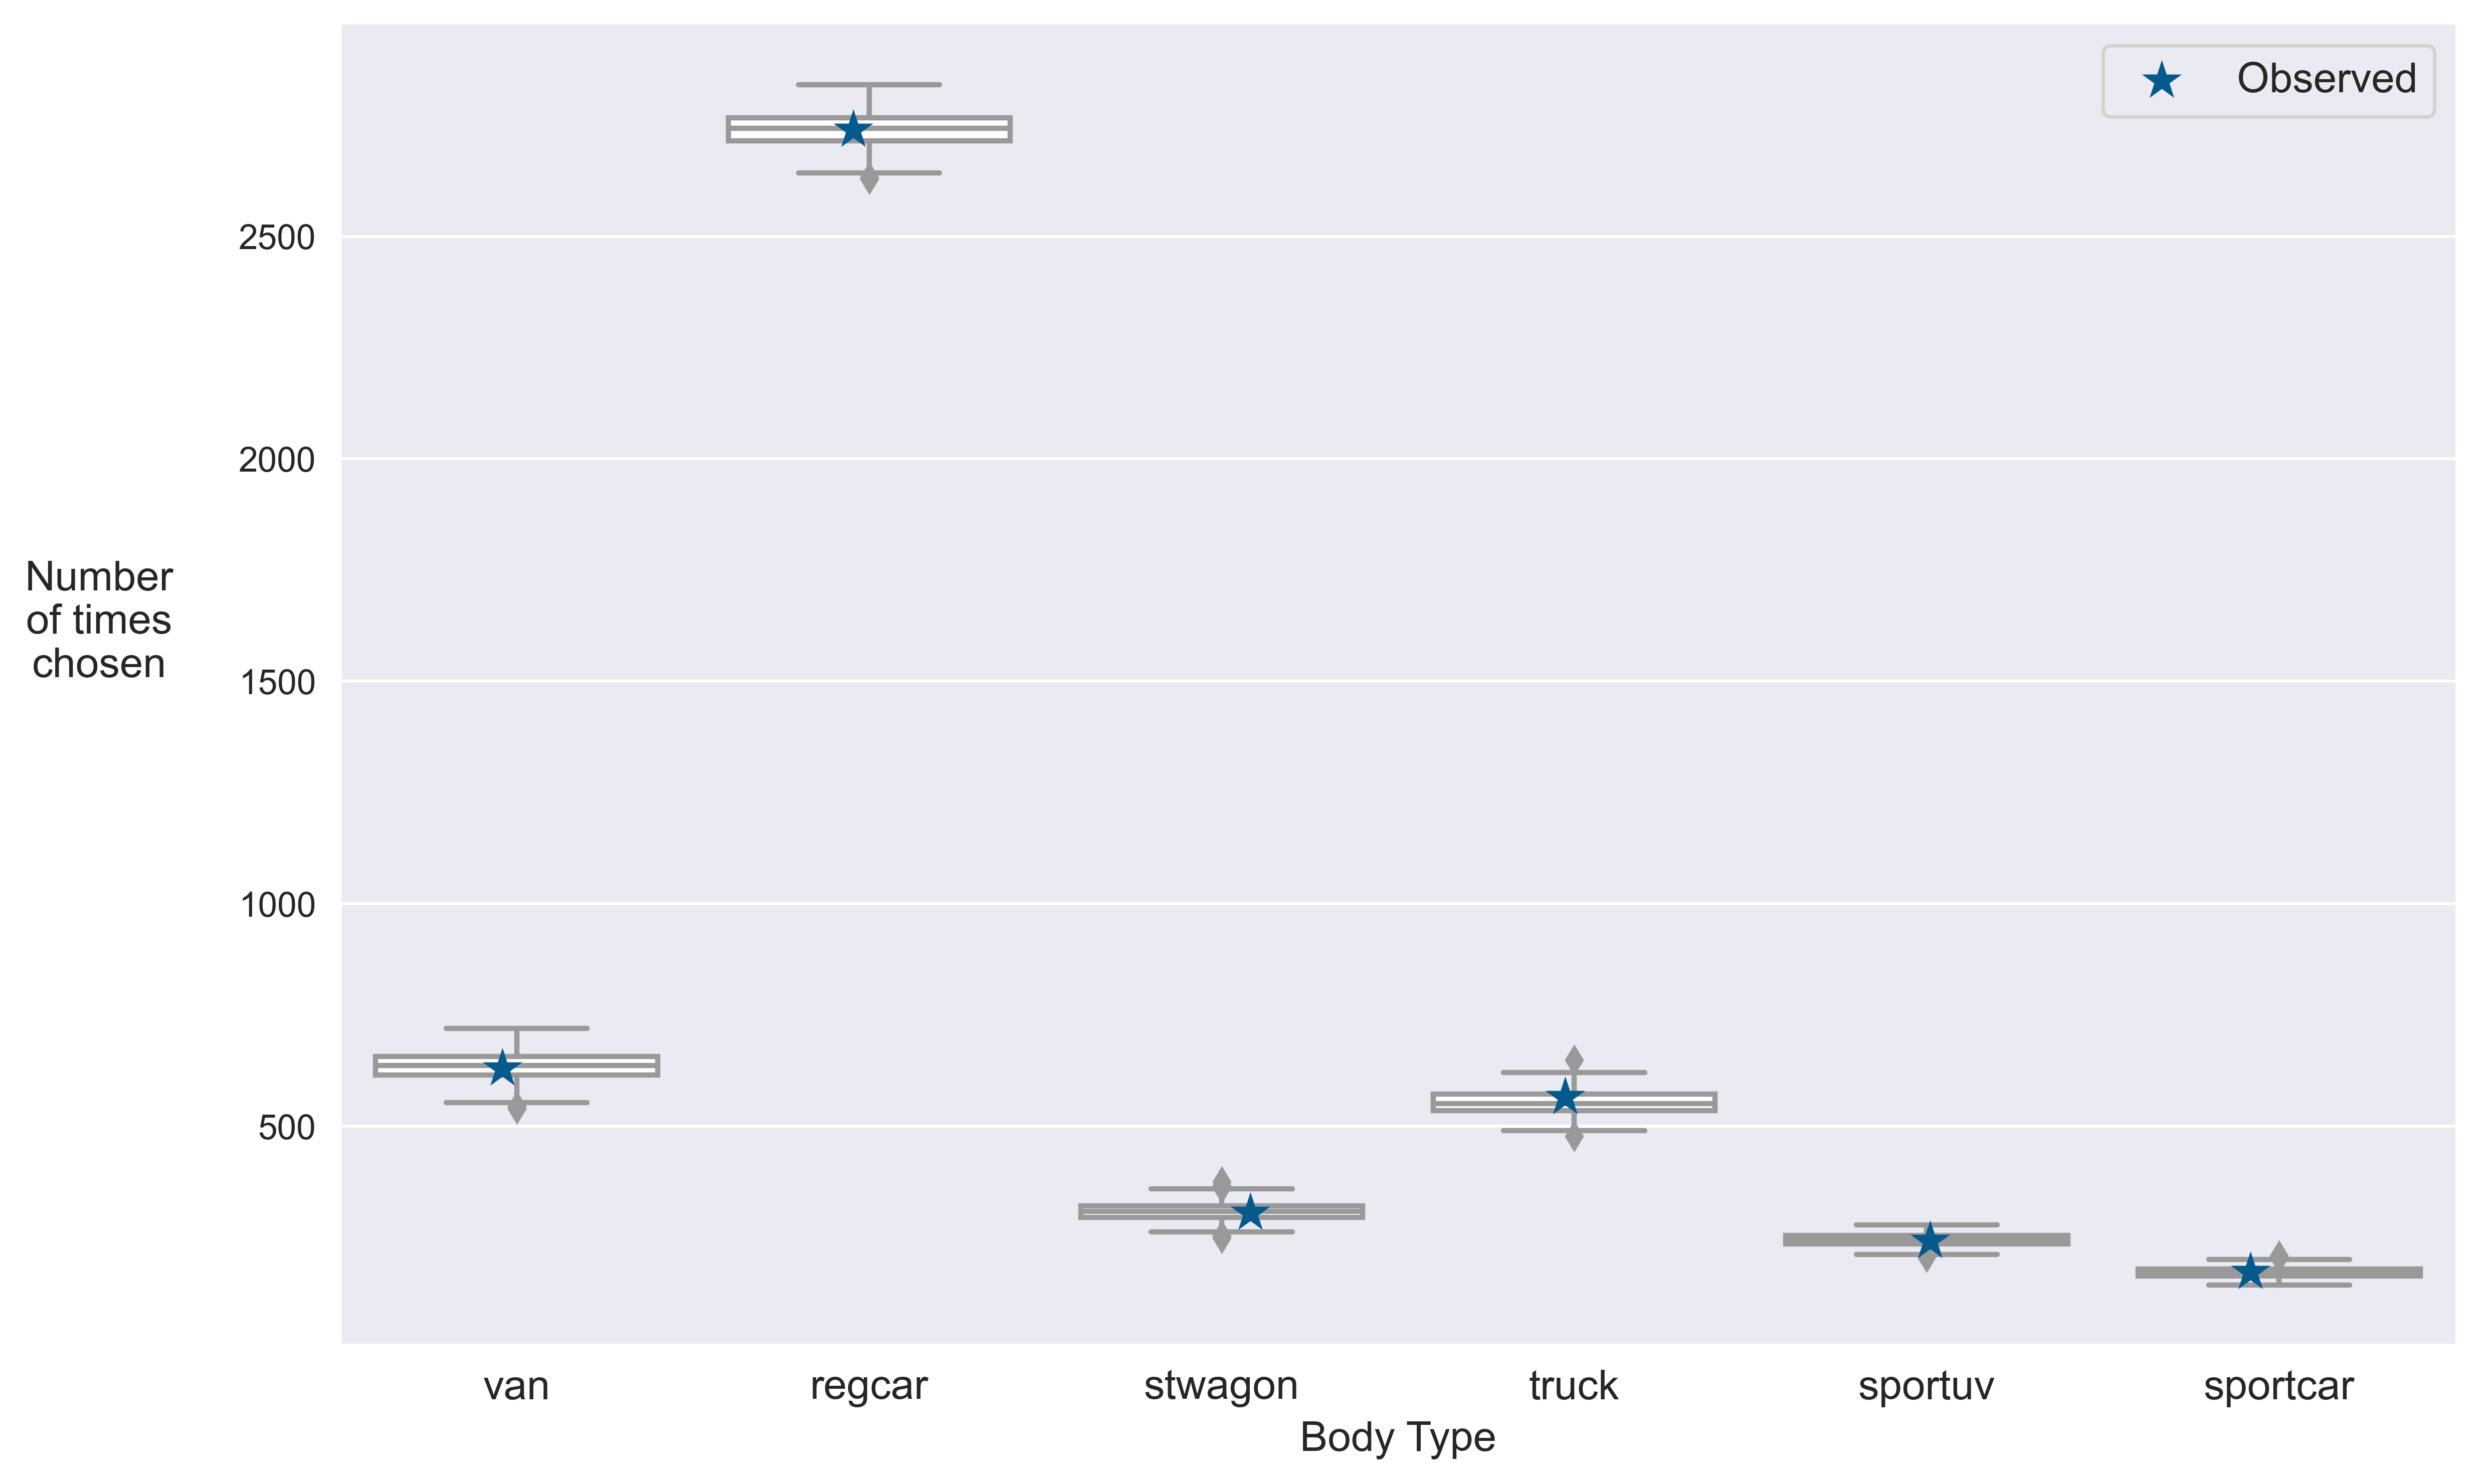 Observed
2500
2000
1500
1000
500
Number
of times
chosen
van regcar stwagon truck sportuv sportcar
Body Type